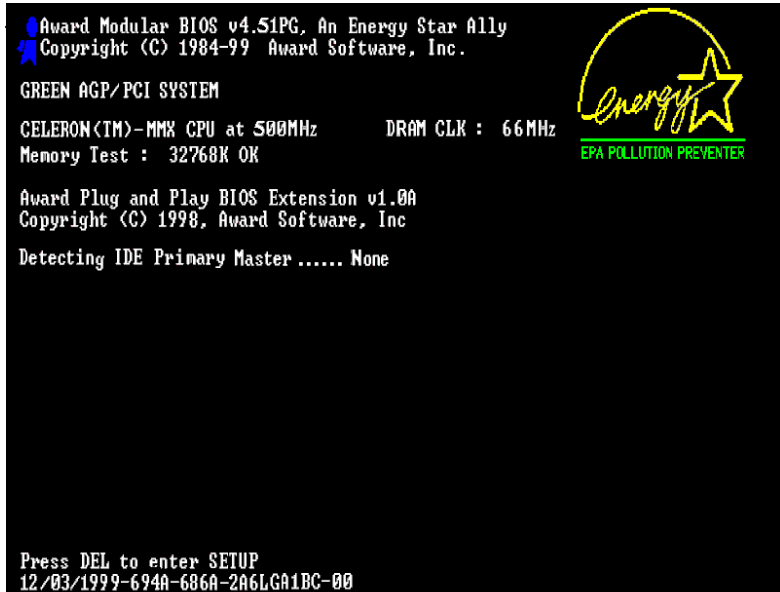 Award Modular BIOS v4.51PG, An Energy Star Ally
Copyright (C) 1984-99 Award Software, Inc.
energy
EPA POLLUTION PREVENTER
GREEN AGP/PCI SYSTEM
CELERON(TM)-MMX CPU at 500MHz DRAM CLK : 66MHz
Memory Test : 32768K OK
Award Plug and Play BIOS Extension v1.0A
Copyright (C) 1998, Award Software, Inc
Detecting IDE Primary Master ...... None
Press DEL to enter SETUP
12/03/1999-694A-686A-2A6LGA1BC-00